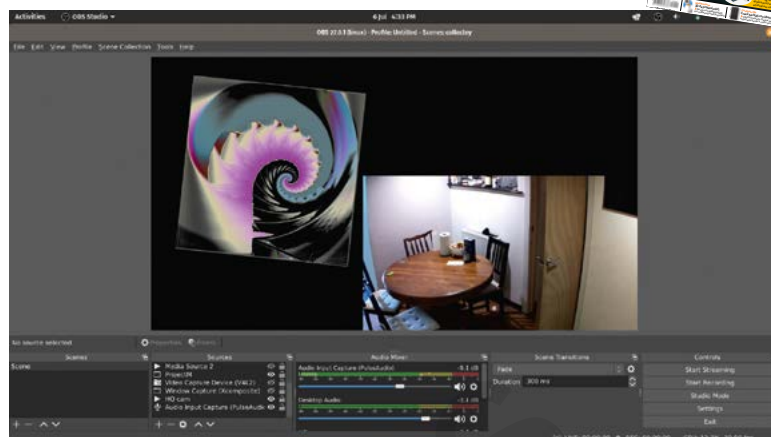 Activities OBS Studio 6 Jul 4:33 PM
OBS 27.0.1 (linux) - Profile: Untitled - Scenes:
File Edit View Profile Scene Collection Tools Help
No source selected Properties Filters
Scenes Sources Audio Mixer Scene Transitions Controls
Scene
Media Source 2
ProjectM
Video Capture Device (V4L2)
Window Capture (Xcomposite)
HQ cam
Audio Input Capture (PulseAudio
Audio Input Capture (PulseAudio)
Desktop Audio
Fade
Duration 300 ms
Start Streaming
Start Recording
Studio Mode
Settings
Exit